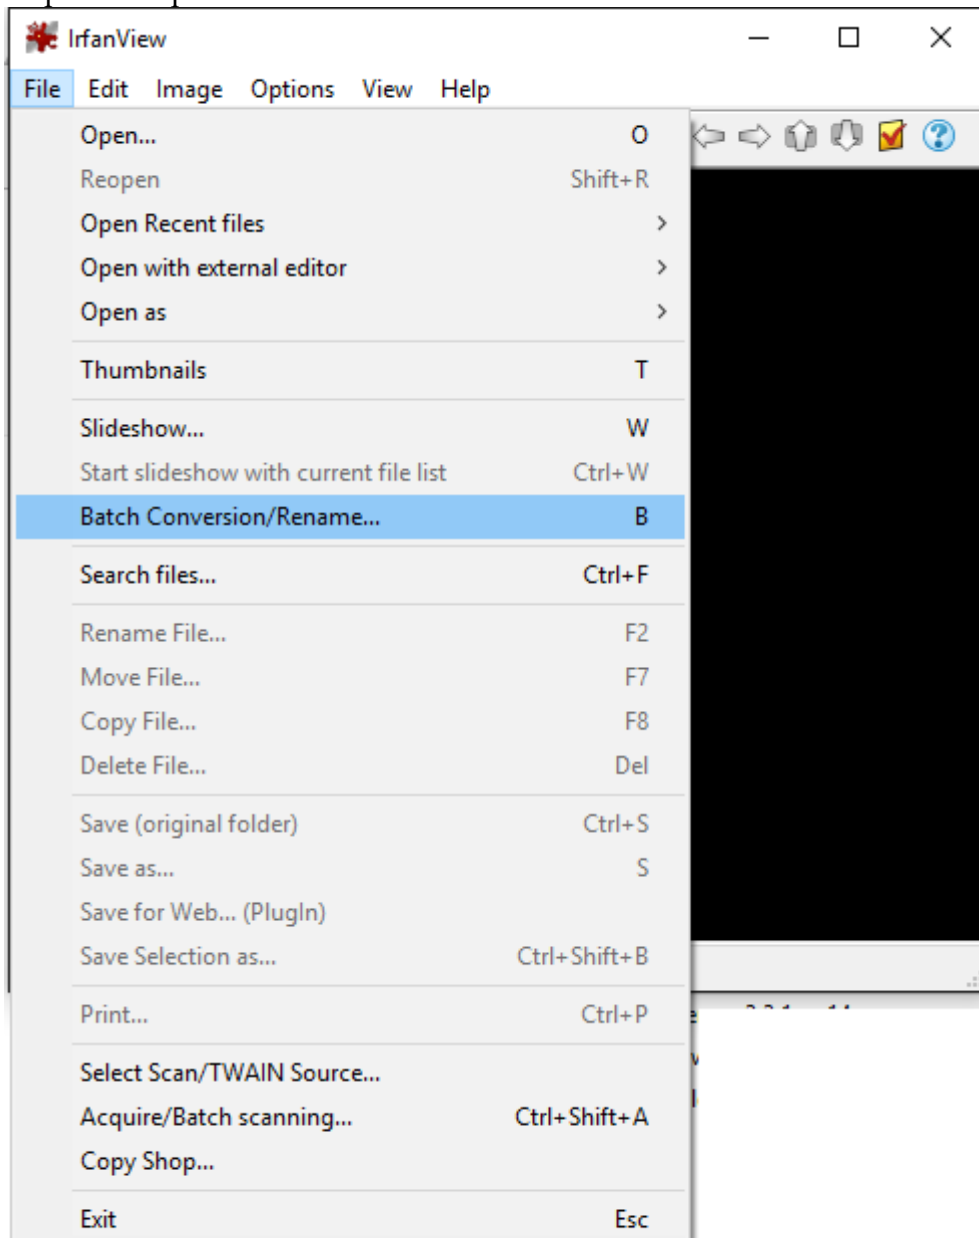 IrfanView
File Edit Image Options View Help
Open... O
Reopen Shift+R
Open Recent files
Open with external editor
Open as
Thumbnails T
Slideshow... W
Start slideshow with current file list Ctrl+W
Batch Conversion/Rename... B
Search files... Ctrl+F
Rename File... F2
Move File... F7
Copy File... F8
Delete File... Del
Save (original folder) Ctrl+S
Save as... S
Save for Web... (PlugIn)
Save Selection as... Ctrl+Shift+B
Print... Ctrl+P
Select Scan/TWAIN Source...
Acquire/Batch scanning... Ctrl+Shift+A
Copy Shop...
Exit Esc